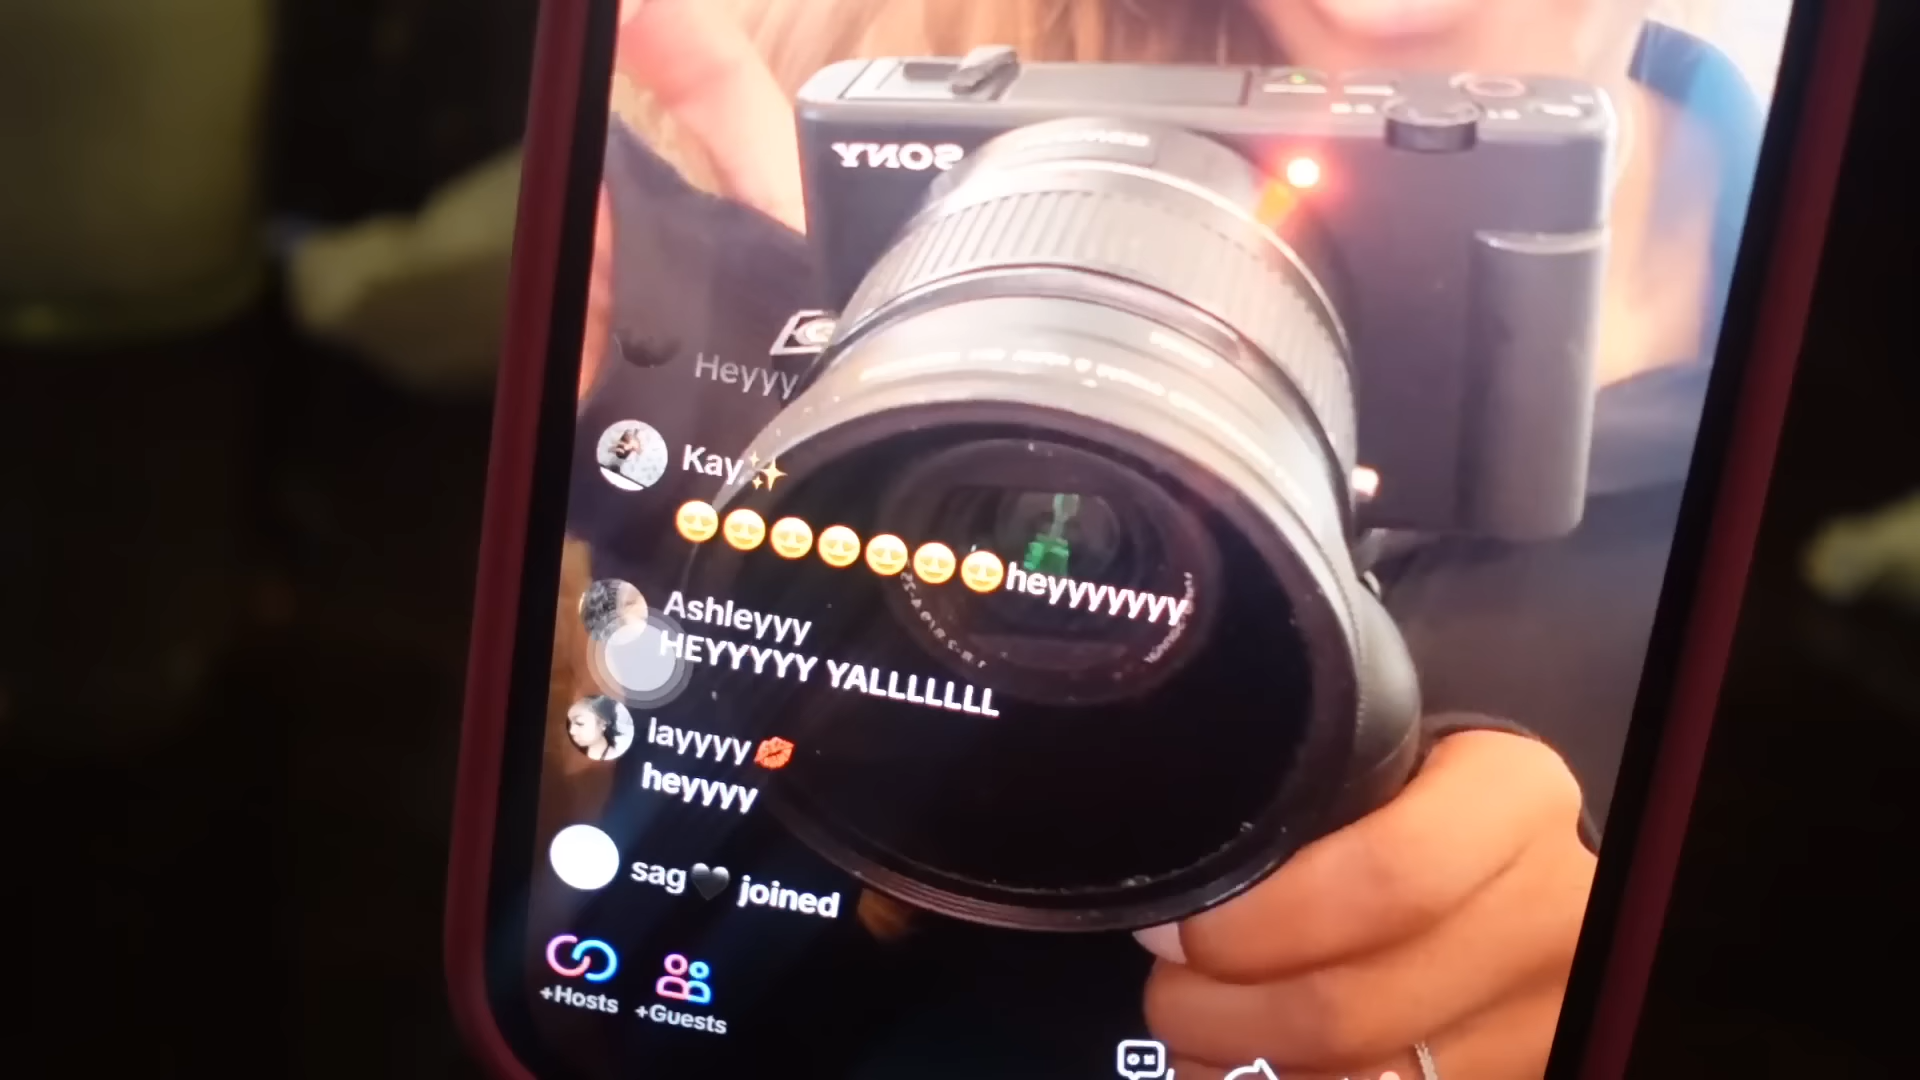 SONY
Heyyy
Kay✨
😍😍😍😍😍😍😍heyyyyyyy
Ashleyyy
HEYYYYY YALLLLLLL
layyyy💋
heyyyy
sag🖤 joined
+Hosts
+Guests